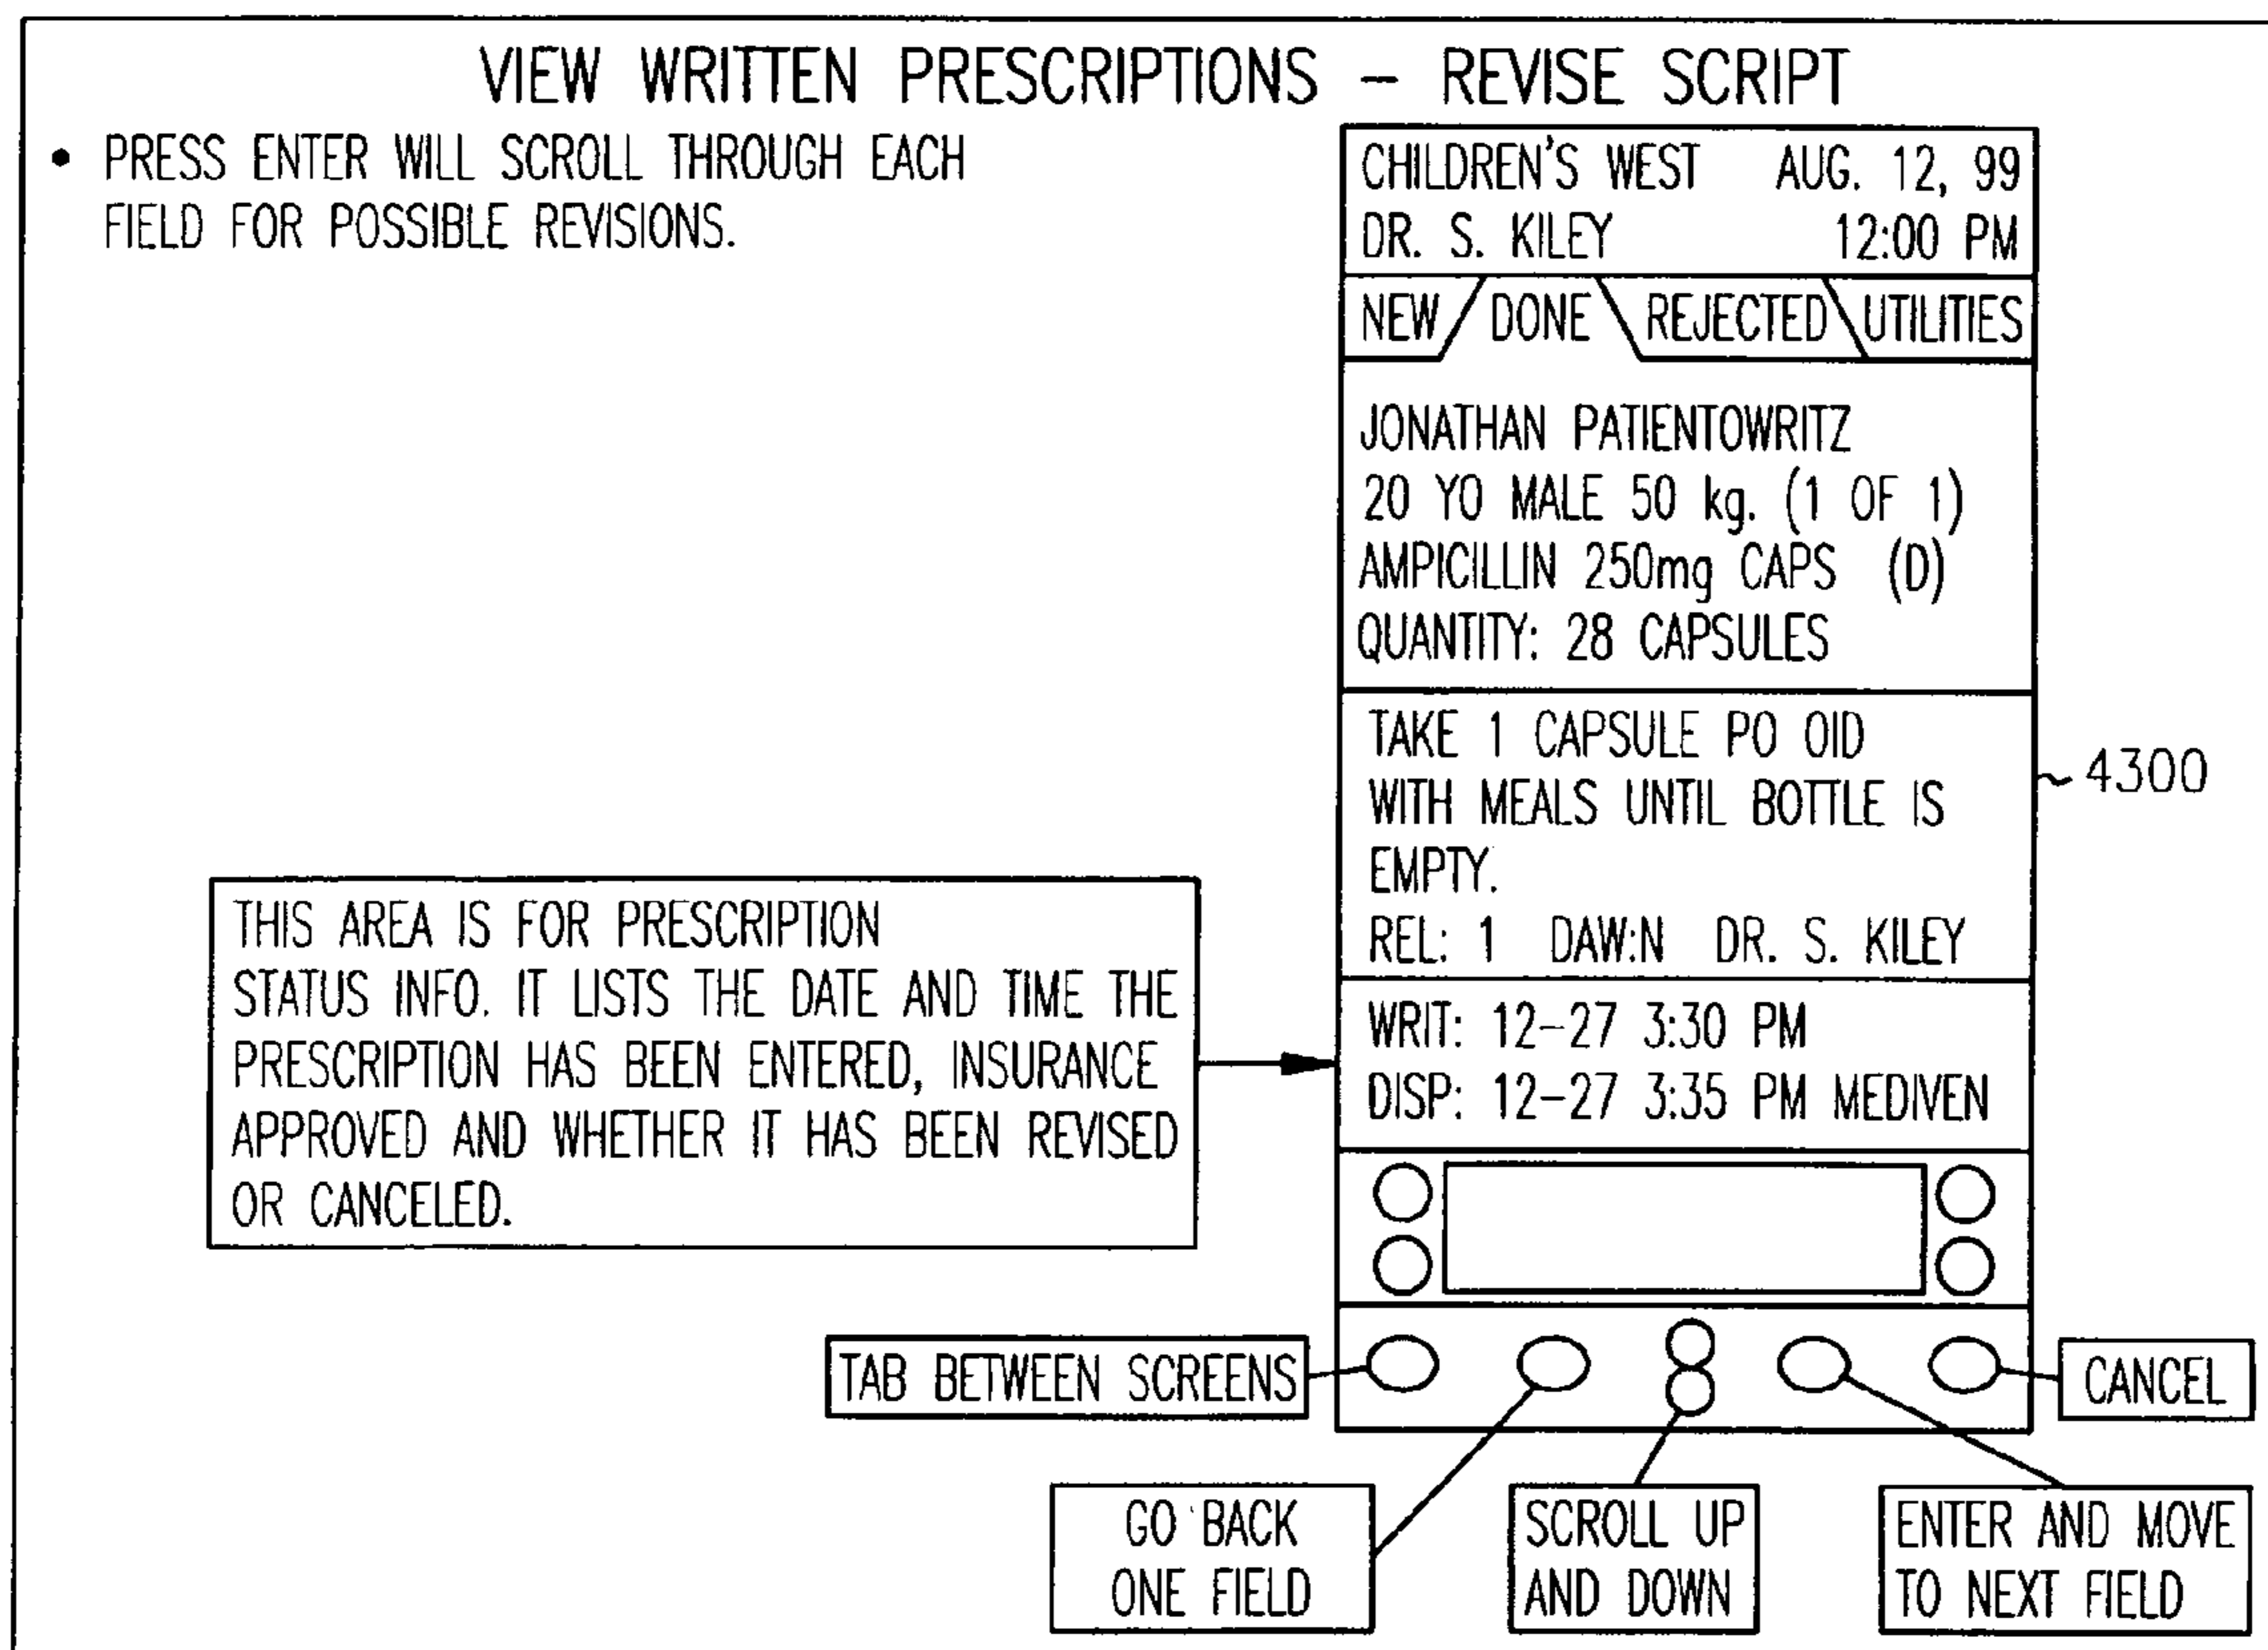 VIEW WRITTEN PRESCRIPTIONS – REVISE SCRIPT
• PRESS ENTER WILL SCROLL THROUGH EACH
FIELD FOR POSSIBLE REVISIONS.
CHILDREN'S WEST AUG. 12, 99
DR. S. KILEY 12:00 PM
NEW DONE REJECTED UTILITIES
JONATHAN PATIENTOWRITZ
20 YO MALE 50 kg. (1 OF 1)
AMPICILLIN 250mg CAPS (D)
QUANTITY: 28 CAPSULES
TAKE 1 CAPSULE PO OID
WITH MEALS UNTIL BOTTLE IS
EMPTY.
REL: 1 DAW:N DR. S. KILEY
4300
THIS AREA IS FOR PRESCRIPTION
STATUS INFO. IT LISTS THE DATE AND TIME THE
PRESCRIPTION HAS BEEN ENTERED, INSURANCE
APPROVED AND WHETHER IT HAS BEEN REVISED
OR CANCELED.
WRIT: 12–27 3:30 PM
DISP: 12–27 3:35 PM MEDIVEN
TAB BETWEEN SCREENS
CANCEL
GO BACK
ONE FIELD
SCROLL UP
AND DOWN
ENTER AND MOVE
TO NEXT FIELD